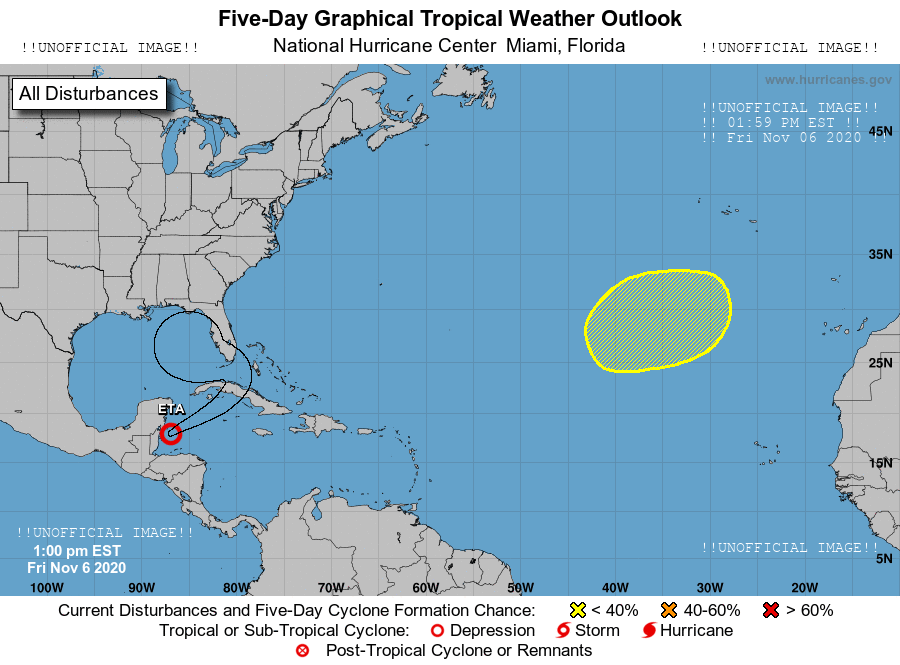 Five-Day Graphical Tropical Weather Outlook
!!UNOFFICIAL IMAGE!! National Hurricane Center Miami, Florida !!UNOFFICIAL IMAGE!!
All Disturbances
www.hurricanes.gov
!!UNOFFICIAL IMAGE!!
!! 01:59 PM EST !!
!! Fri Nov 06 2020 !!
45N
35N
25N
ETA
15N
!!UNOFFICIAL IMAGE!!
1:00 pm EST
Fri Nov 6 2020
!!UNOFFICIAL IMAGE!!
5N
100W 90W 80W 70W 60W 50W 40W 30W 20W
Current Disturbances and Five-Day Cyclone Formation Chance: < 40% 40-60% > 60%
Tropical or Sub-Tropical Cyclone: Depression Storm Hurricane
Post-Tropical Cyclone or Remnants